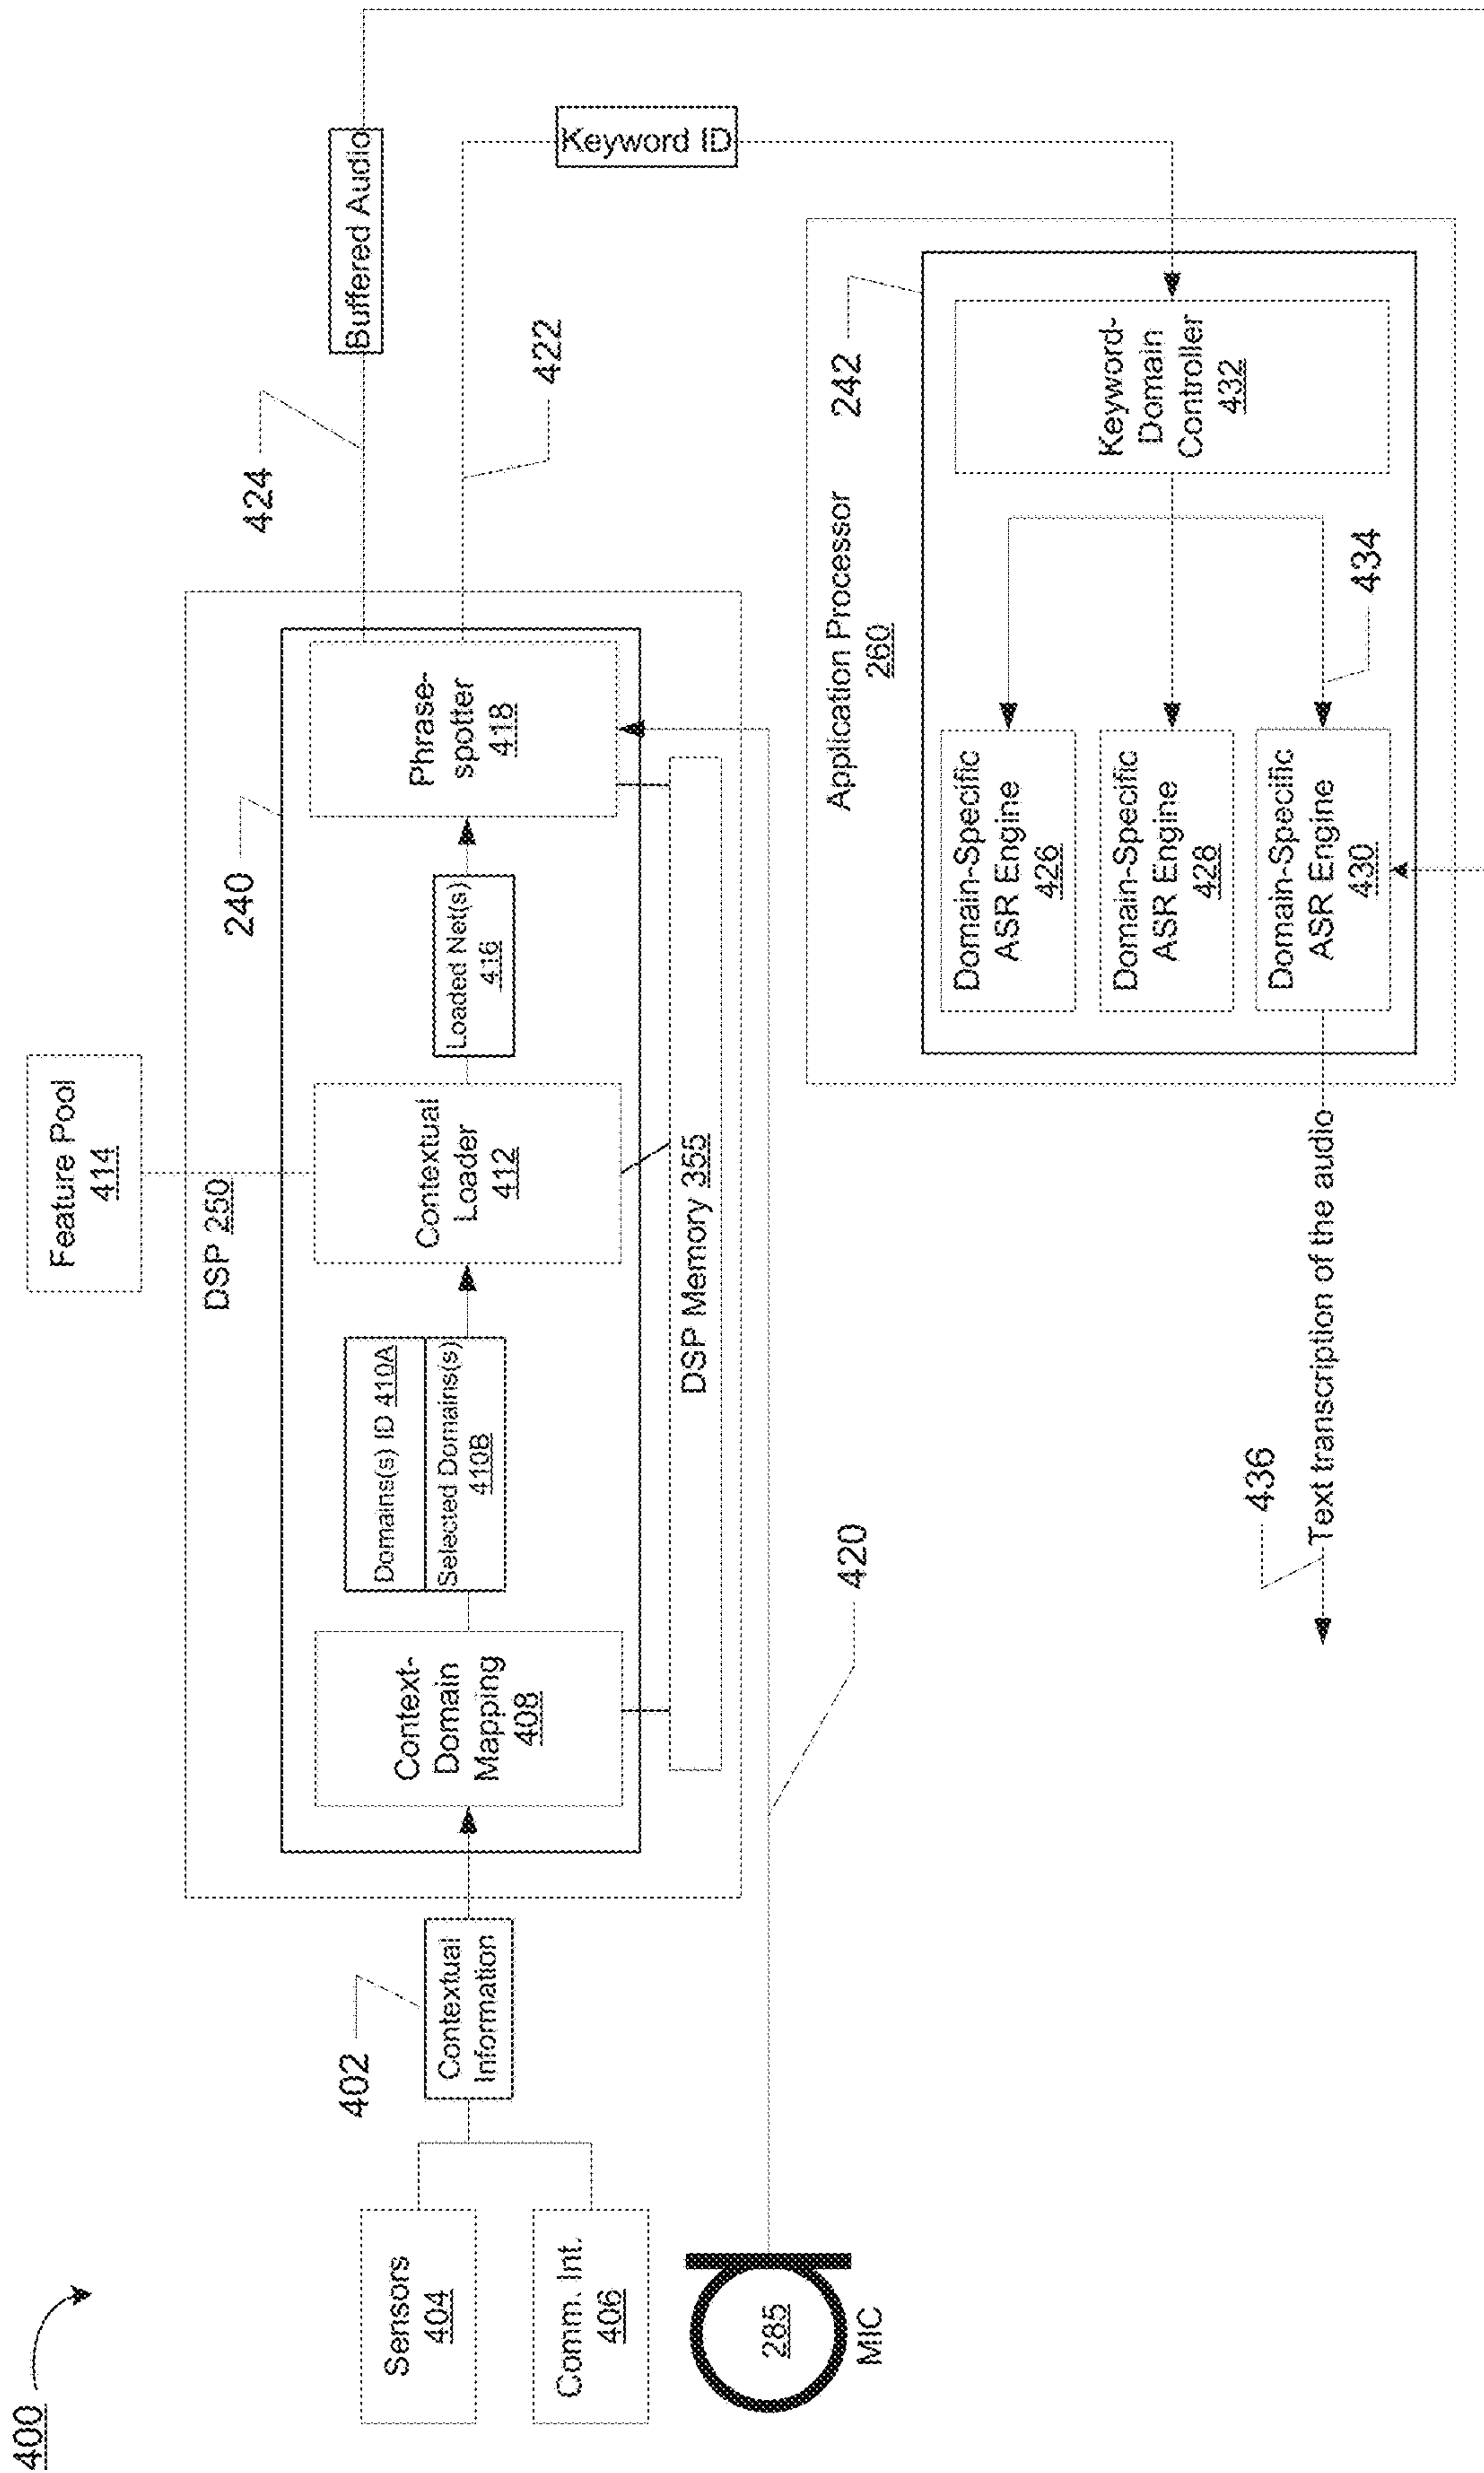 400
Sensors
404
Comm. Int.
406
285
MIC
402
Contextual
Information
Feature Pool
414
DSP 250
240
Context-
Domain
Mapping
408
Domains(s) ID 410A
Selected Domains(s)
410B
Contextual
Loader
412
Loaded Net(s)
416
Phrase-
spotter
418
DSP Memory 355
420
424
Buffered Audio
422
Keyword ID
Application Processor
260
242
Keyword-
Domain
Controller
432
Domain-Specific
ASR Engine
426
Domain-Specific
ASR Engine
428
Domain-Specific
ASR Engine
430
434
436
Text transcription of the audio